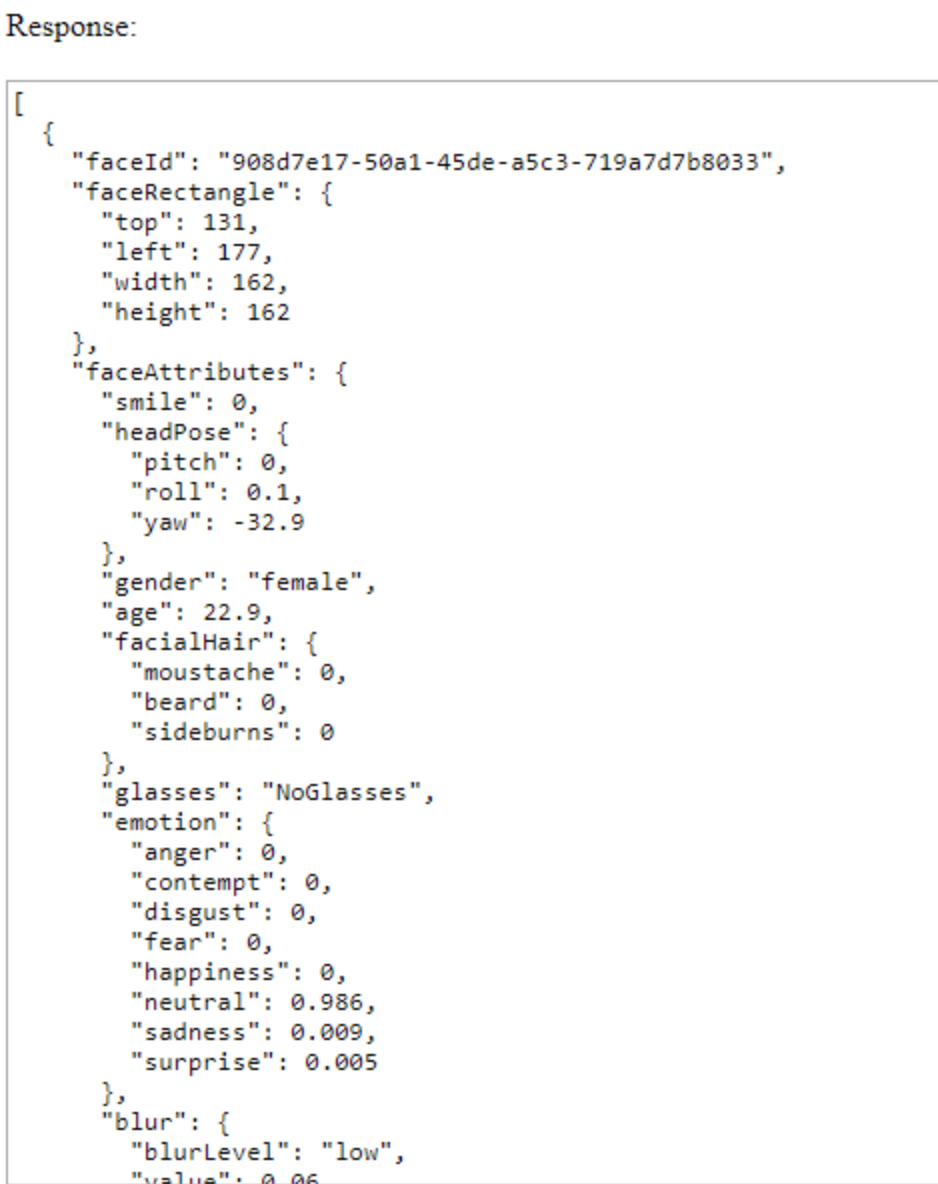 Response:
[
  {
    "faceId": "908d7e17-50a1-45de-a5c3-719a7d7b8033",
    "faceRectangle": {
      "top": 131,
      "left": 177,
      "width": 162,
      "height": 162
    },
    "faceAttributes": {
      "smile": 0,
      "headPose": {
        "pitch": 0,
        "roll": 0.1,
        "yaw": -32.9
      },
      "gender": "female",
      "age": 22.9,
      "facialHair": {
        "moustache": 0,
        "beard": 0,
        "sideburns": 0
      },
      "glasses": "NoGlasses",
      "emotion": {
        "anger": 0,
        "contempt": 0,
        "disgust": 0,
        "fear": 0,
        "happiness": 0,
        "neutral": 0.986,
        "sadness": 0.009,
        "surprise": 0.005
      },
      "blur": {
        "blurLevel": "low",
        "value": 0.06